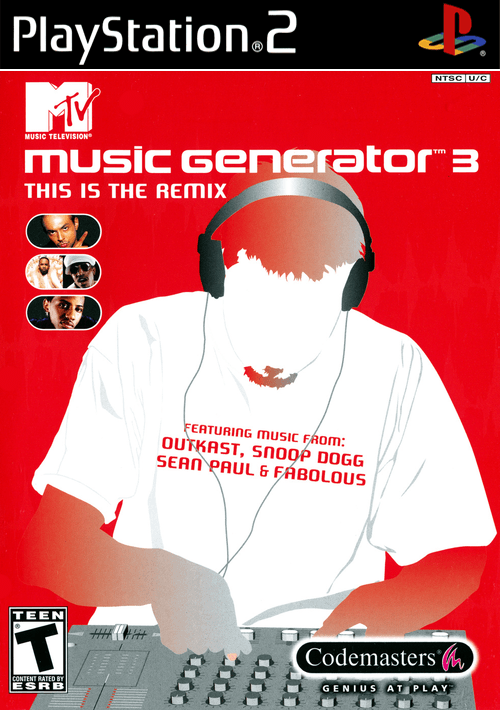 PlayStation®2
NTSC U/C
MTV
MUSIC TELEVISION®
music Generator™ 3
THIS IS THE REMIX
FEATURING MUSIC FROM:
OUTKAST, SNOOP DOGG
SEAN PAUL & FABOLOUS
TEEN
T
CONTENT RATED BY
ESRB
Codemasters®
GENIUS AT PLAY™